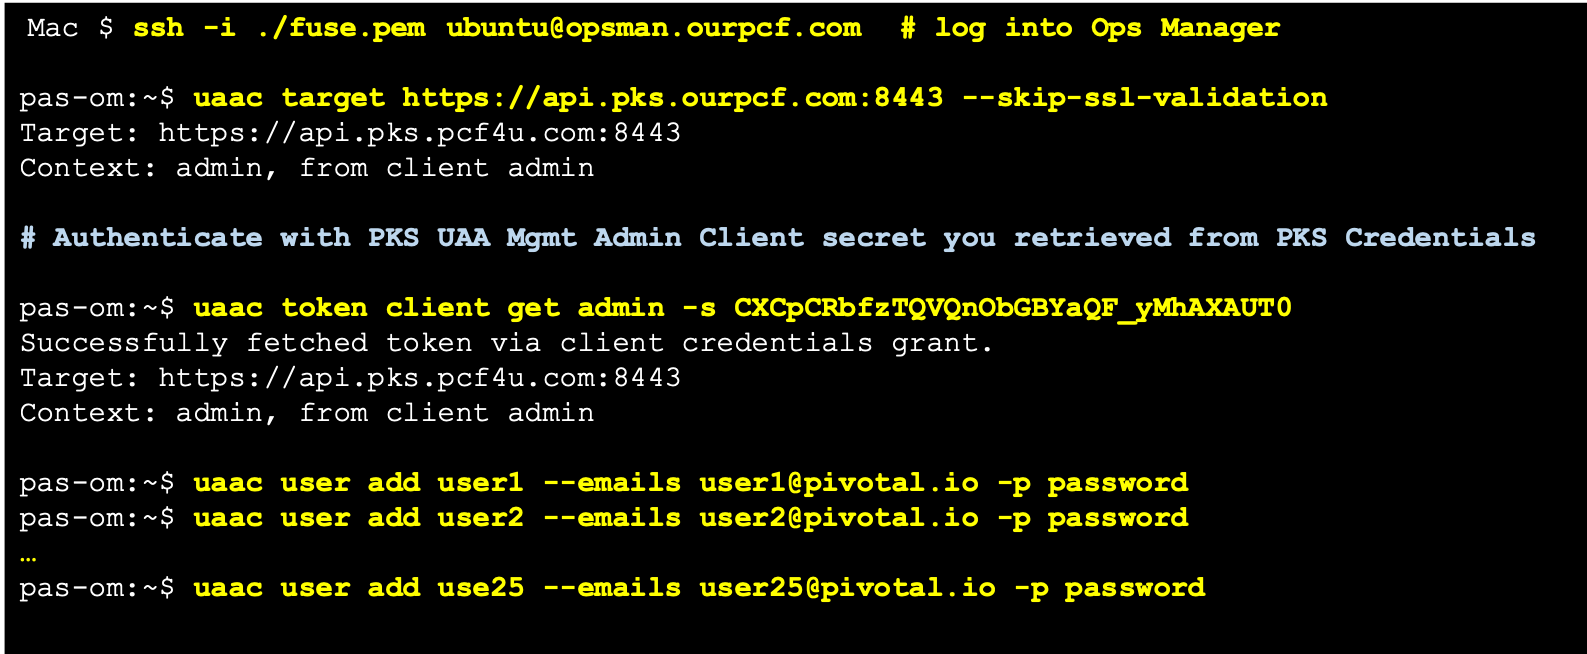 Mac $ ssh -i ./fuse.pem ubuntu@opsman.ourpcf.com # log into Ops Manager
pas-om:~$ uaac target https://api.pks.ourpcf.com:8443 --skip-ssl-validation
Target: https://api.pks.pcf4u.com:8443
Context: admin, from client admin
# Authenticate with PKS UAA Mgmt Admin Client secret you retrieved from PKS Credentials
pas-om:~$ uaac token client get admin -s CXCpCRbfzTQVQnObGBYaQF_yMhAXAUT0
Successfully fetched token via client credentials grant.
Target: https://api.pks.pcf4u.com:8443
Context: admin, from client admin
pas-om:~$ uaac user add user1 --emails user1@pivotal.io -p password
pas-om:~$ uaac user add user2 --emails user2@pivotal.io -p password
…
pas-om:~$ uaac user add use25 --emails user25@pivotal.io -p password